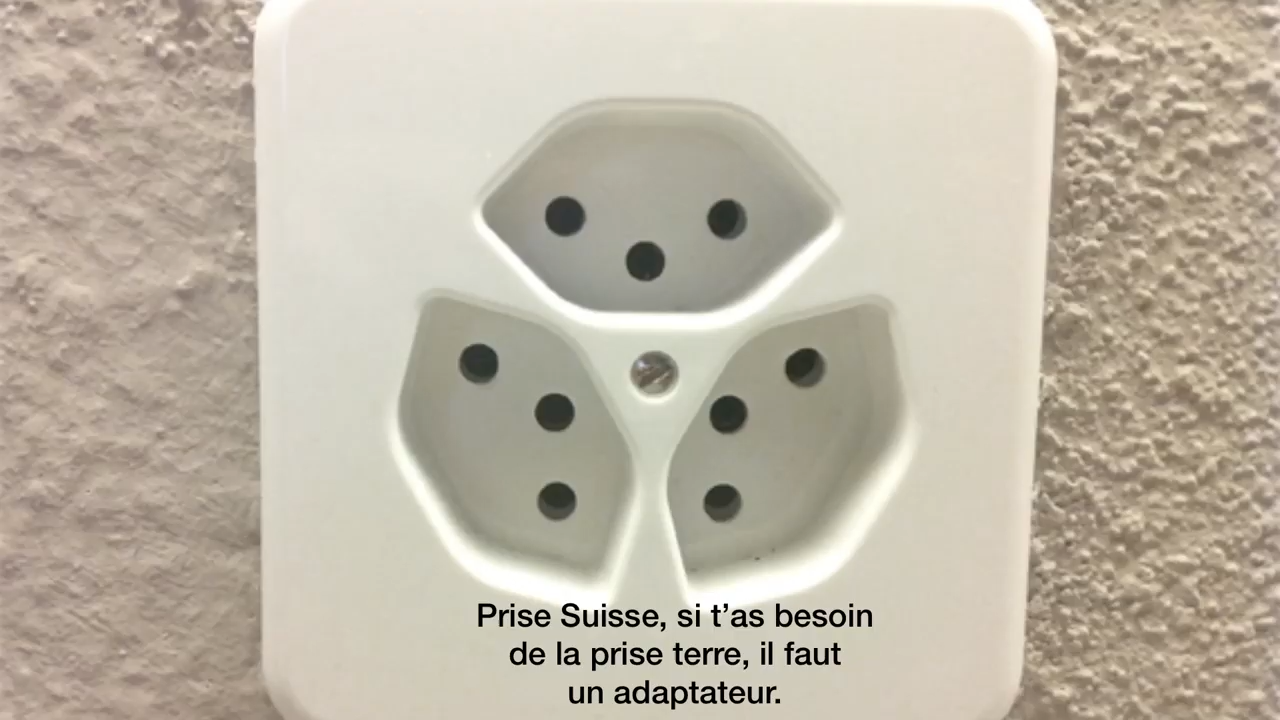 Prise Suisse, si t’as besoin
de la prise terre, il faut
un adaptateur.